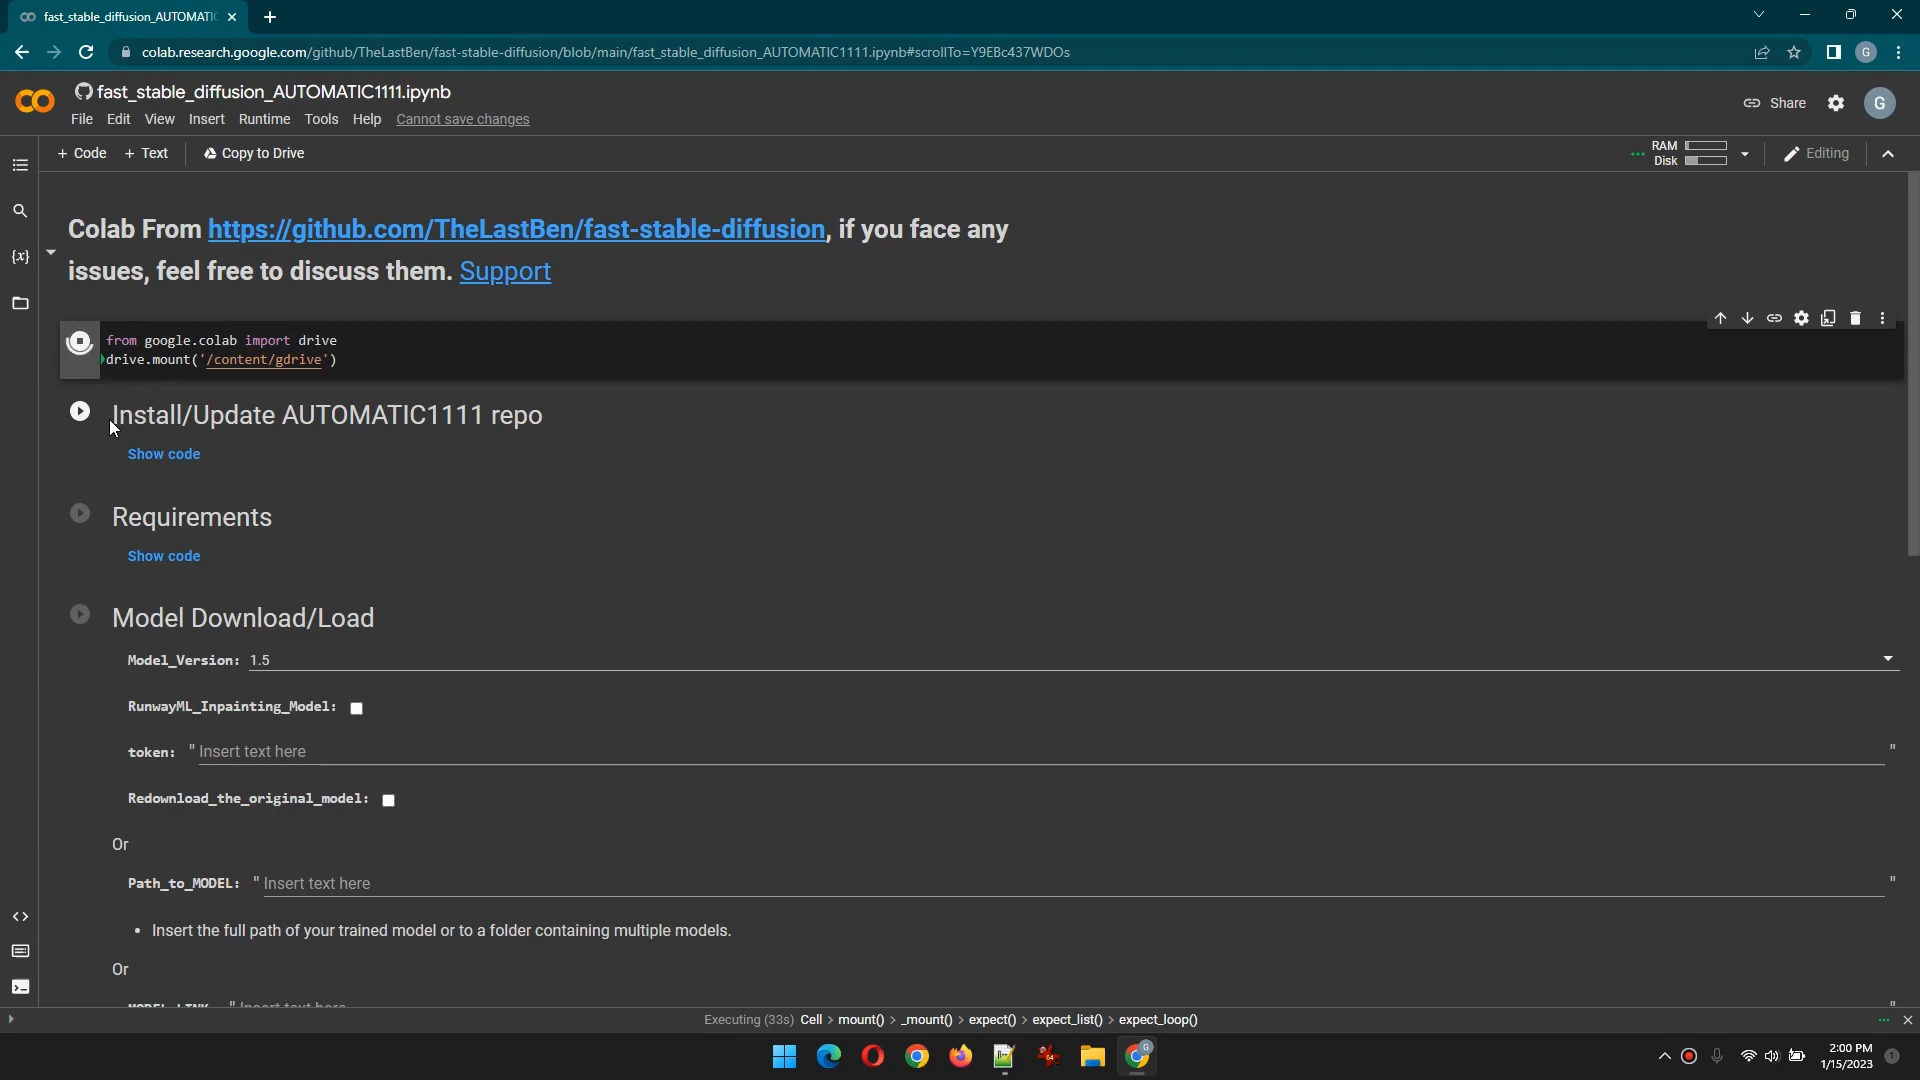 fast_stable_diffusion_AUTOMATIC
colab.research.google.com/github/TheLastBen/fast-stable-diffusion/blob/main/fast_stable_diffusion_AUTOMATIC1111.ipynb#scrollTo=Y9EBc437WDOs
G
fast_stable_diffusion_AUTOMATIC1111.ipynb
File Edit View Insert Runtime Tools Help Cannot save changes
Share
G
+ Code + Text Copy to Drive
RAM
Disk
Editing
Colab From https://github.com/TheLastBen/fast-stable-diffusion, if you face any
issues, feel free to discuss them. Support
{x}
from google.colab import drive
drive.mount('/content/gdrive')
Install/Update AUTOMATIC1111 repo
Show code
Requirements
Show code
Model Download/Load
Model_Version: 1.5
RunwayML_Inpainting_Model:
token: " Insert text here "
Redownload_the_original_model:
Or
Path_to_MODEL: " Insert text here "
• Insert the full path of your trained model or to a folder containing multiple models.
Or
MODEL_LINK " Insert text here "
Executing (33s) Cell > mount() > _mount() > expect() > expect_list() > expect_loop()
2:00 PM
1/15/2023
1